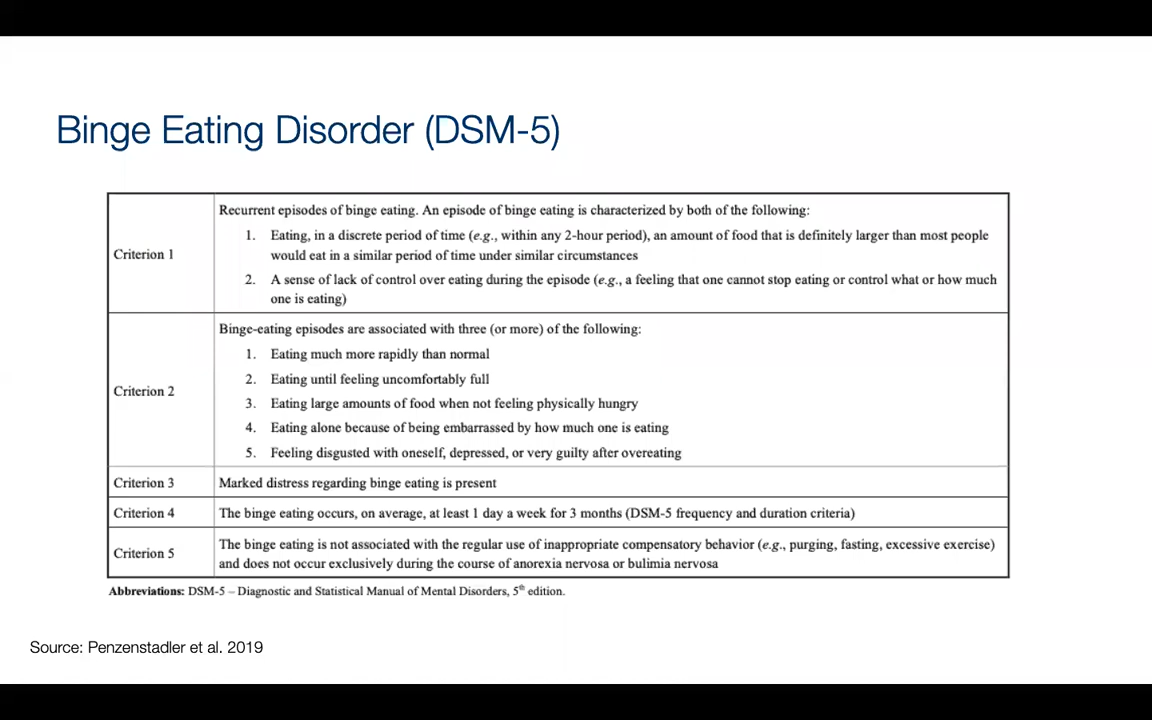 Binge Eating Disorder (DSM-5)
Criterion 1
Recurrent episodes of binge eating. An episode of binge eating is characterized by both of the following:
1. Eating, in a discrete period of time (e.g., within any 2-hour period), an amount of food that is definitely larger than most people
would eat in a similar period of time under similar circumstances
2. A sense of lack of control over eating during the episode (e.g., a feeling that one cannot stop eating or control what or how much
one is eating)
Criterion 2
Binge-eating episodes are associated with three (or more) of the following:
1. Eating much more rapidly than normal
2. Eating until feeling uncomfortably full
3. Eating large amounts of food when not feeling physically hungry
4. Eating alone because of being embarrassed by how much one is eating
5. Feeling disgusted with oneself, depressed, or very guilty after overeating
Criterion 3
Marked distress regarding binge eating is present
Criterion 4
The binge eating occurs, on average, at least 1 day a week for 3 months (DSM-5 frequency and duration criteria)
Criterion 5
The binge eating is not associated with the regular use of inappropriate compensatory behavior (e.g., purging, fasting, excessive exercise)
and does not occur exclusively during the course of anorexia nervosa or bulimia nervosa
Abbreviations: DSM-5 – Diagnostic and Statistical Manual of Mental Disorders, 5th edition.
Source: Penzenstadler et al. 2019